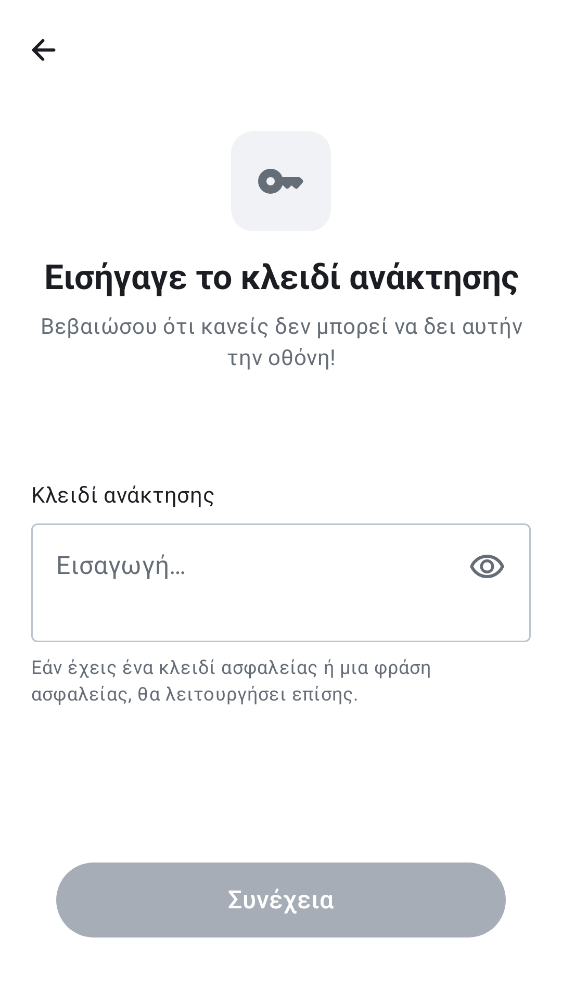 Εισήγαγε το κλειδί ανάκτησης
Βεβαιώσου ότι κανείς δεν μπορεί να δει αυτήν
την οθόνη!
Κλειδί ανάκτησης
Εισαγωγή…
Εάν έχεις ένα κλειδί ασφαλείας ή μια φράση
ασφαλείας, θα λειτουργήσει επίσης.
Συνέχεια